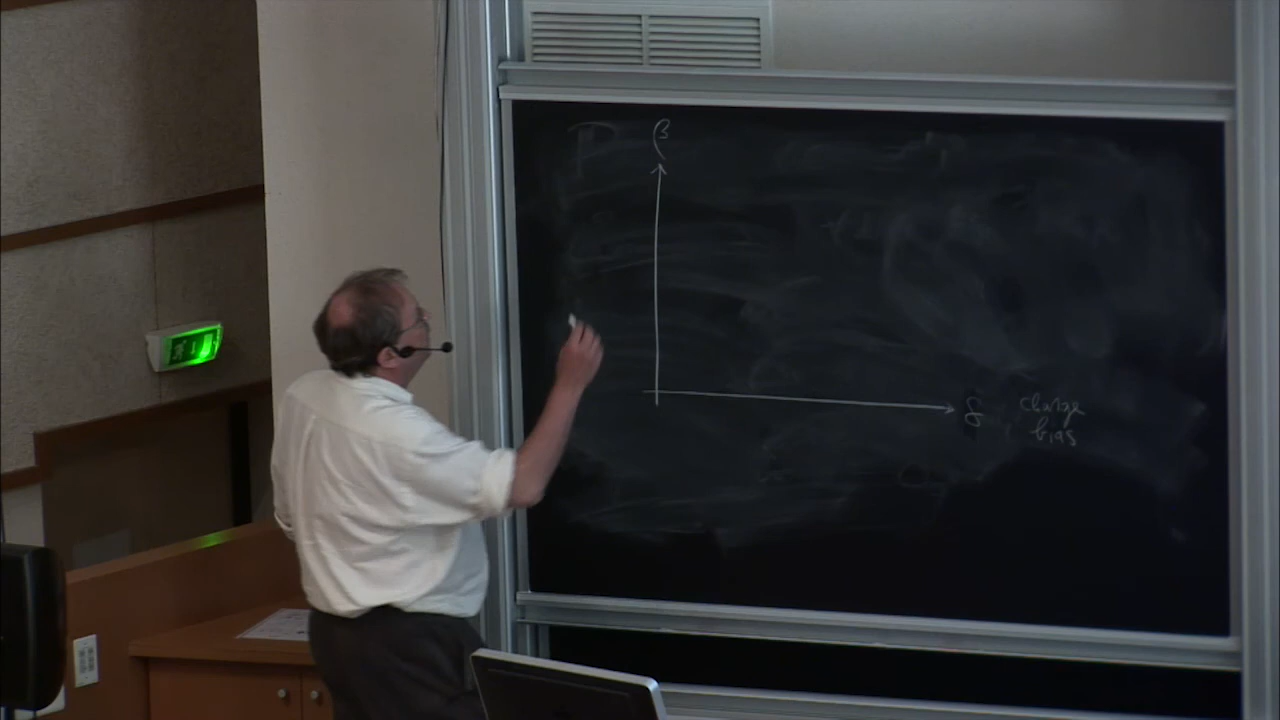 β
δ charge
bias